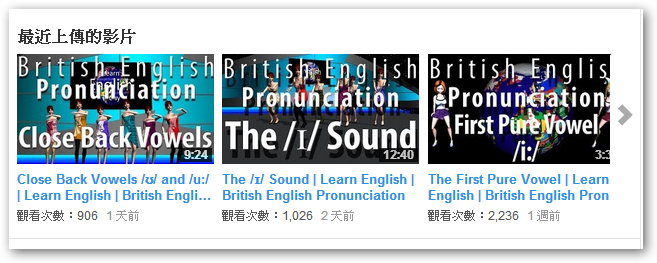 最近上傳的影片
British English
Pronunciation
Close Back Vowels
9:24
British English
Pronunciation
The /ɪ/ Sound
12:40
British English
Pronunciation
First Pure Vowel
/i:/
3:3
Close Back Vowels /ʊ/ and /u:/
| Learn English | British Engli…
觀看次數：906 1 天前
The /ɪ/ Sound | Learn English |
British English Pronunciation
觀看次數：1,026 2 天前
The First Pure Vowel | Learn
English | British English Pron
觀看次數：2,236 1 週前